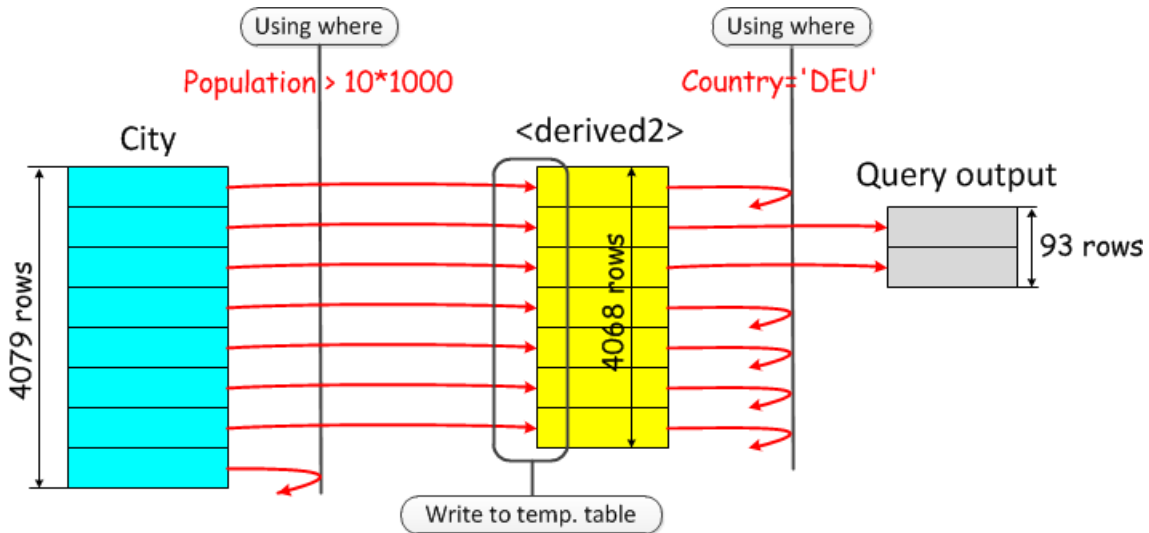 Using where
Using where
Population > 10*1000
Country='DEU'
City
<derived2>
Query output
4079 rows
4068 rows
93 rows
Write to temp. table